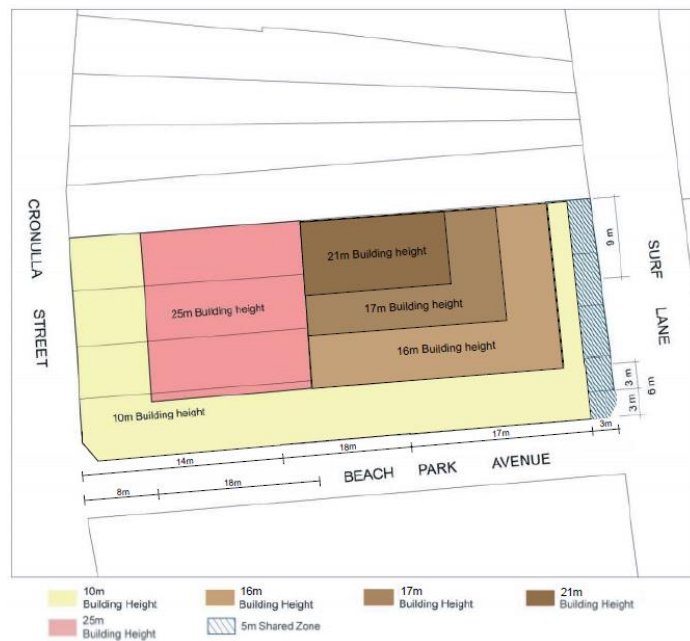 CRONULLA
STREET
21m Building height
25m Building height
17m Building height
16m Building height
10m Building height
9 m
SURF
LANE
3 m
6 m
3 m
14m
18m
17m
3m
BEACH PARK AVENUE
8m
18m
10m
Building Height
16m
Building Height
17m
Building Height
21m
Building Height
25m
Building Height
5m Shared Zone